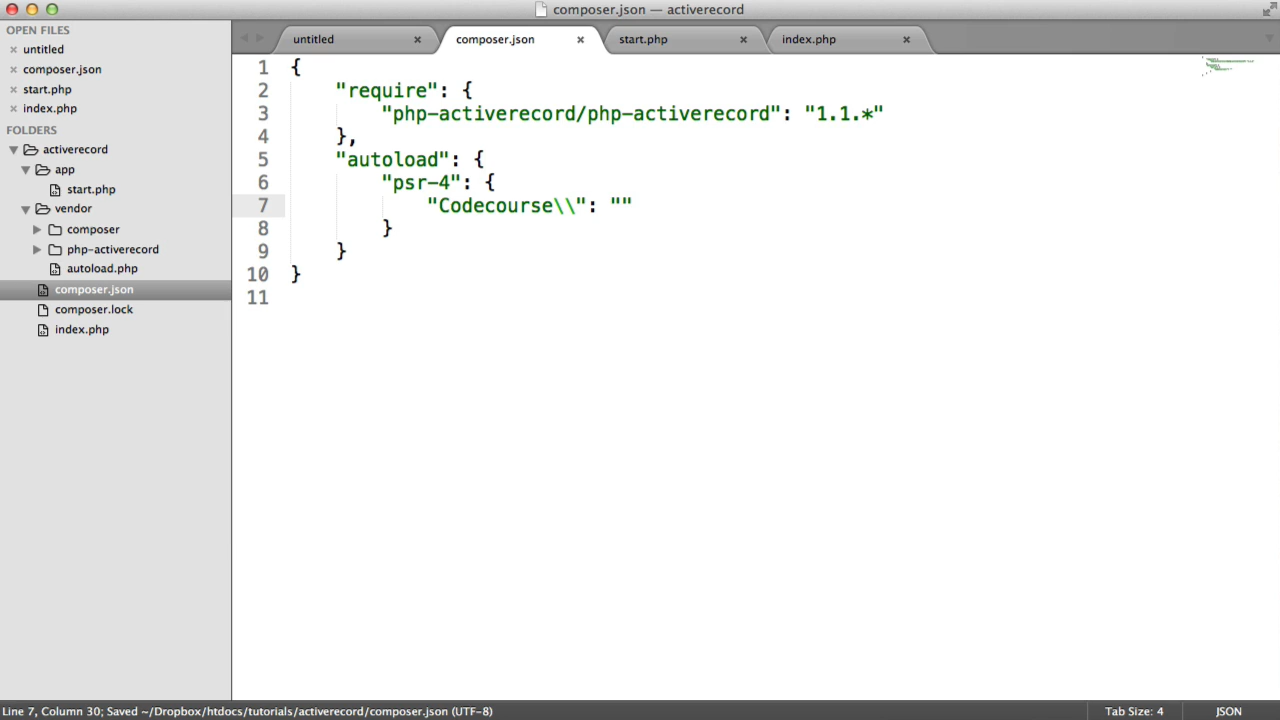 composer.json — activerecord
OPEN FILES
untitled
composer.json
start.php
index.php
FOLDERS
activerecord
app
start.php
vendor
composer
php-activerecord
autoload.php
composer.json
composer.lock
index.php
untitled
composer.json
start.php
index.php
1 {
2 "require": {
3 "php-activerecord/php-activerecord": "1.1.*"
4 },
5 "autoload": {
6 "psr-4": {
7 "Codecourse\\": ""
8 }
9 }
10 }
11
Line 7, Column 30; Saved ~/Dropbox/htdocs/tutorials/activerecord/composer.json (UTF-8)
Tab Size: 4
JSON